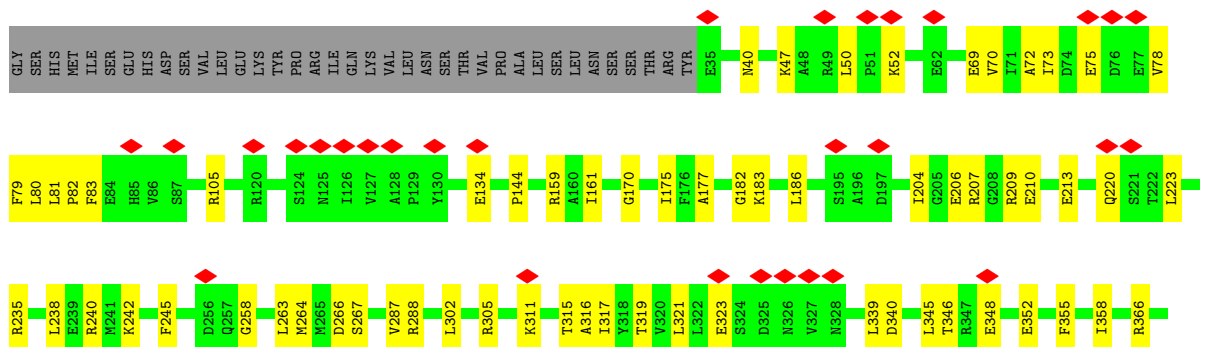 GLY SER HIS MET ILE SER GLU HIS ASP SER VAL LEU GLU LYS TYR PRO ARG ILE GLN LYS VAL LEU ASN SER THR VAL PRO ALA LEU SER LEU ASN SER SER THR ARG TYR E35 N40 K47 A48 R49 L50 P51 K52 E62 E69 V70 I71 A72 I73 D74 E75 D76 E77 V78
F79 L80 L81 P82 F83 E84 H85 V86 S87 R105 R120 S124 N125 I126 V127 A128 P129 Y130 E134 P144 R159 A160 I161 G170 I175 F176 A177 G182 K183 L186 S195 A196 D197 I204 G205 E206 R207 G208 R209 E210 E213 Q220 S221 T222 L223
R235 L238 E239 R240 M241 K242 F245 D256 Q257 G258 L263 M264 M265 D266 S267 V287 R288 L302 R305 K311 T315 A316 I317 Y318 T319 V320 L321 L322 E323 S324 D325 N326 V327 N328 L339 D340 L345 T346 R347 E348 E352 F355 I358 R366